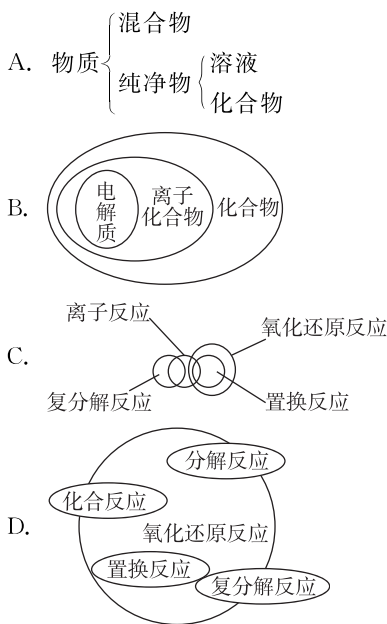 混合物
A. 物质
纯净物
溶液
化合物
B.
电解质
离子化合物
化合物
离子反应
氧化还原反应
C.
复分解反应
置换反应
分解反应
化合反应
D.
氧化还原反应
置换反应
复分解反应